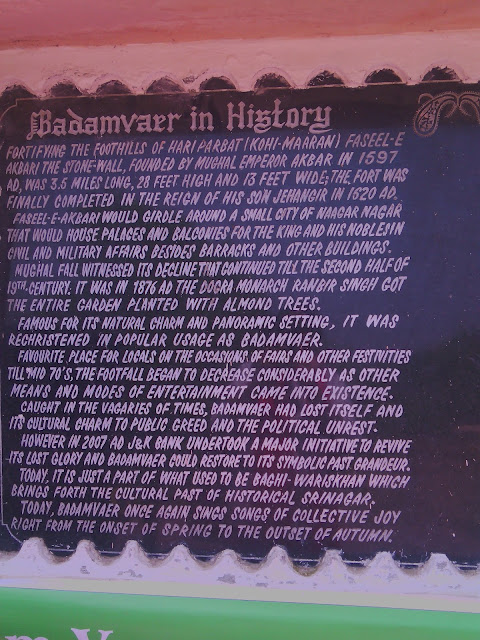 Badamvaer in History
FORTIFYING THE FOOTHILLS OF HARI PARBAT (KOHI-MARRAN) FASEEL-E
AKBARI THE STONE-WALL, FOUNDED BY MUGHAL EMPEROR AKBAR IN 1597
AD, WAS 3.5 MILES LONG, 28 FEET HIGH AND 13 FEET WIDE; THE FORT WAS
FINALLY COMPLETED IN THE REIGN OF HIS SON JEHANGIR IN 1620 AD.
FASEEL-E-AKBARI WOULD GIRDLE AROUND A SMALL CITY OF NAAGAR NAGAR
THAT WOULD HOUSE PALACES AND BALCONIES FOR THE KING AND HIS NOBLES IN
CIVIL AND MILITARY AFFAIRS BESIDES BARRACKS AND OTHER BUILDINGS.
MUGHAL FALL WITNESSED ITS DECLINE THAT CONTINUED TILL THE SECOND HALF OF
19TH. CENTURY. IT WAS IN 1876 AD THE DOGRA MONARCH RANBIR SINGH GOT
THE ENTIRE GARDEN PLANTED WITH ALMOND TREES.
FAMOUS FOR ITS NATURAL CHARM AND PANORAMIC SETTING, IT WAS
RECHRISTENED IN POPULAR USAGE AS BADAMVAER.
FAVOURITE PLACE FOR LOCALS ON THE OCCASIONS OF FAIRS AND OTHER FESTIVITIES
TILL MID 70'S, THE FOOTFALL BEGAN TO DECREASE CONSIDERABLY AS OTHER
MEANS AND MODES OF ENTERTAINMENT CAME INTO EXISTENCE.
CAUGHT IN THE VAGARIES OF TIMES, BADAMVAER HAD LOST ITSELF AND
ITS CULTURAL CHARM TO PUBLIC GREED AND THE POLITICAL UNREST.
HOWEVER IN 2007 AD J&K BANK UNDERTOOK A MAJOR INITIATIVE TO REVIVE
ITS LOST GLORY AND BADAMVAER COULD RESTORE TO ITS SYMBOLIC PAST GRANDEUR.
TODAY, IT IS JUST A PART OF WHAT USED TO BE BAGHI-WARISKHAN WHICH
BRINGS FORTH THE CULTURAL PAST OF HISTORICAL SRINAGAR.
TODAY, BADAMVAER ONCE AGAIN SINGS SONGS OF COLLECTIVE JOY
RIGHT FROM THE ONSET OF SPRING TO THE OUTSET OF AUTUMN.